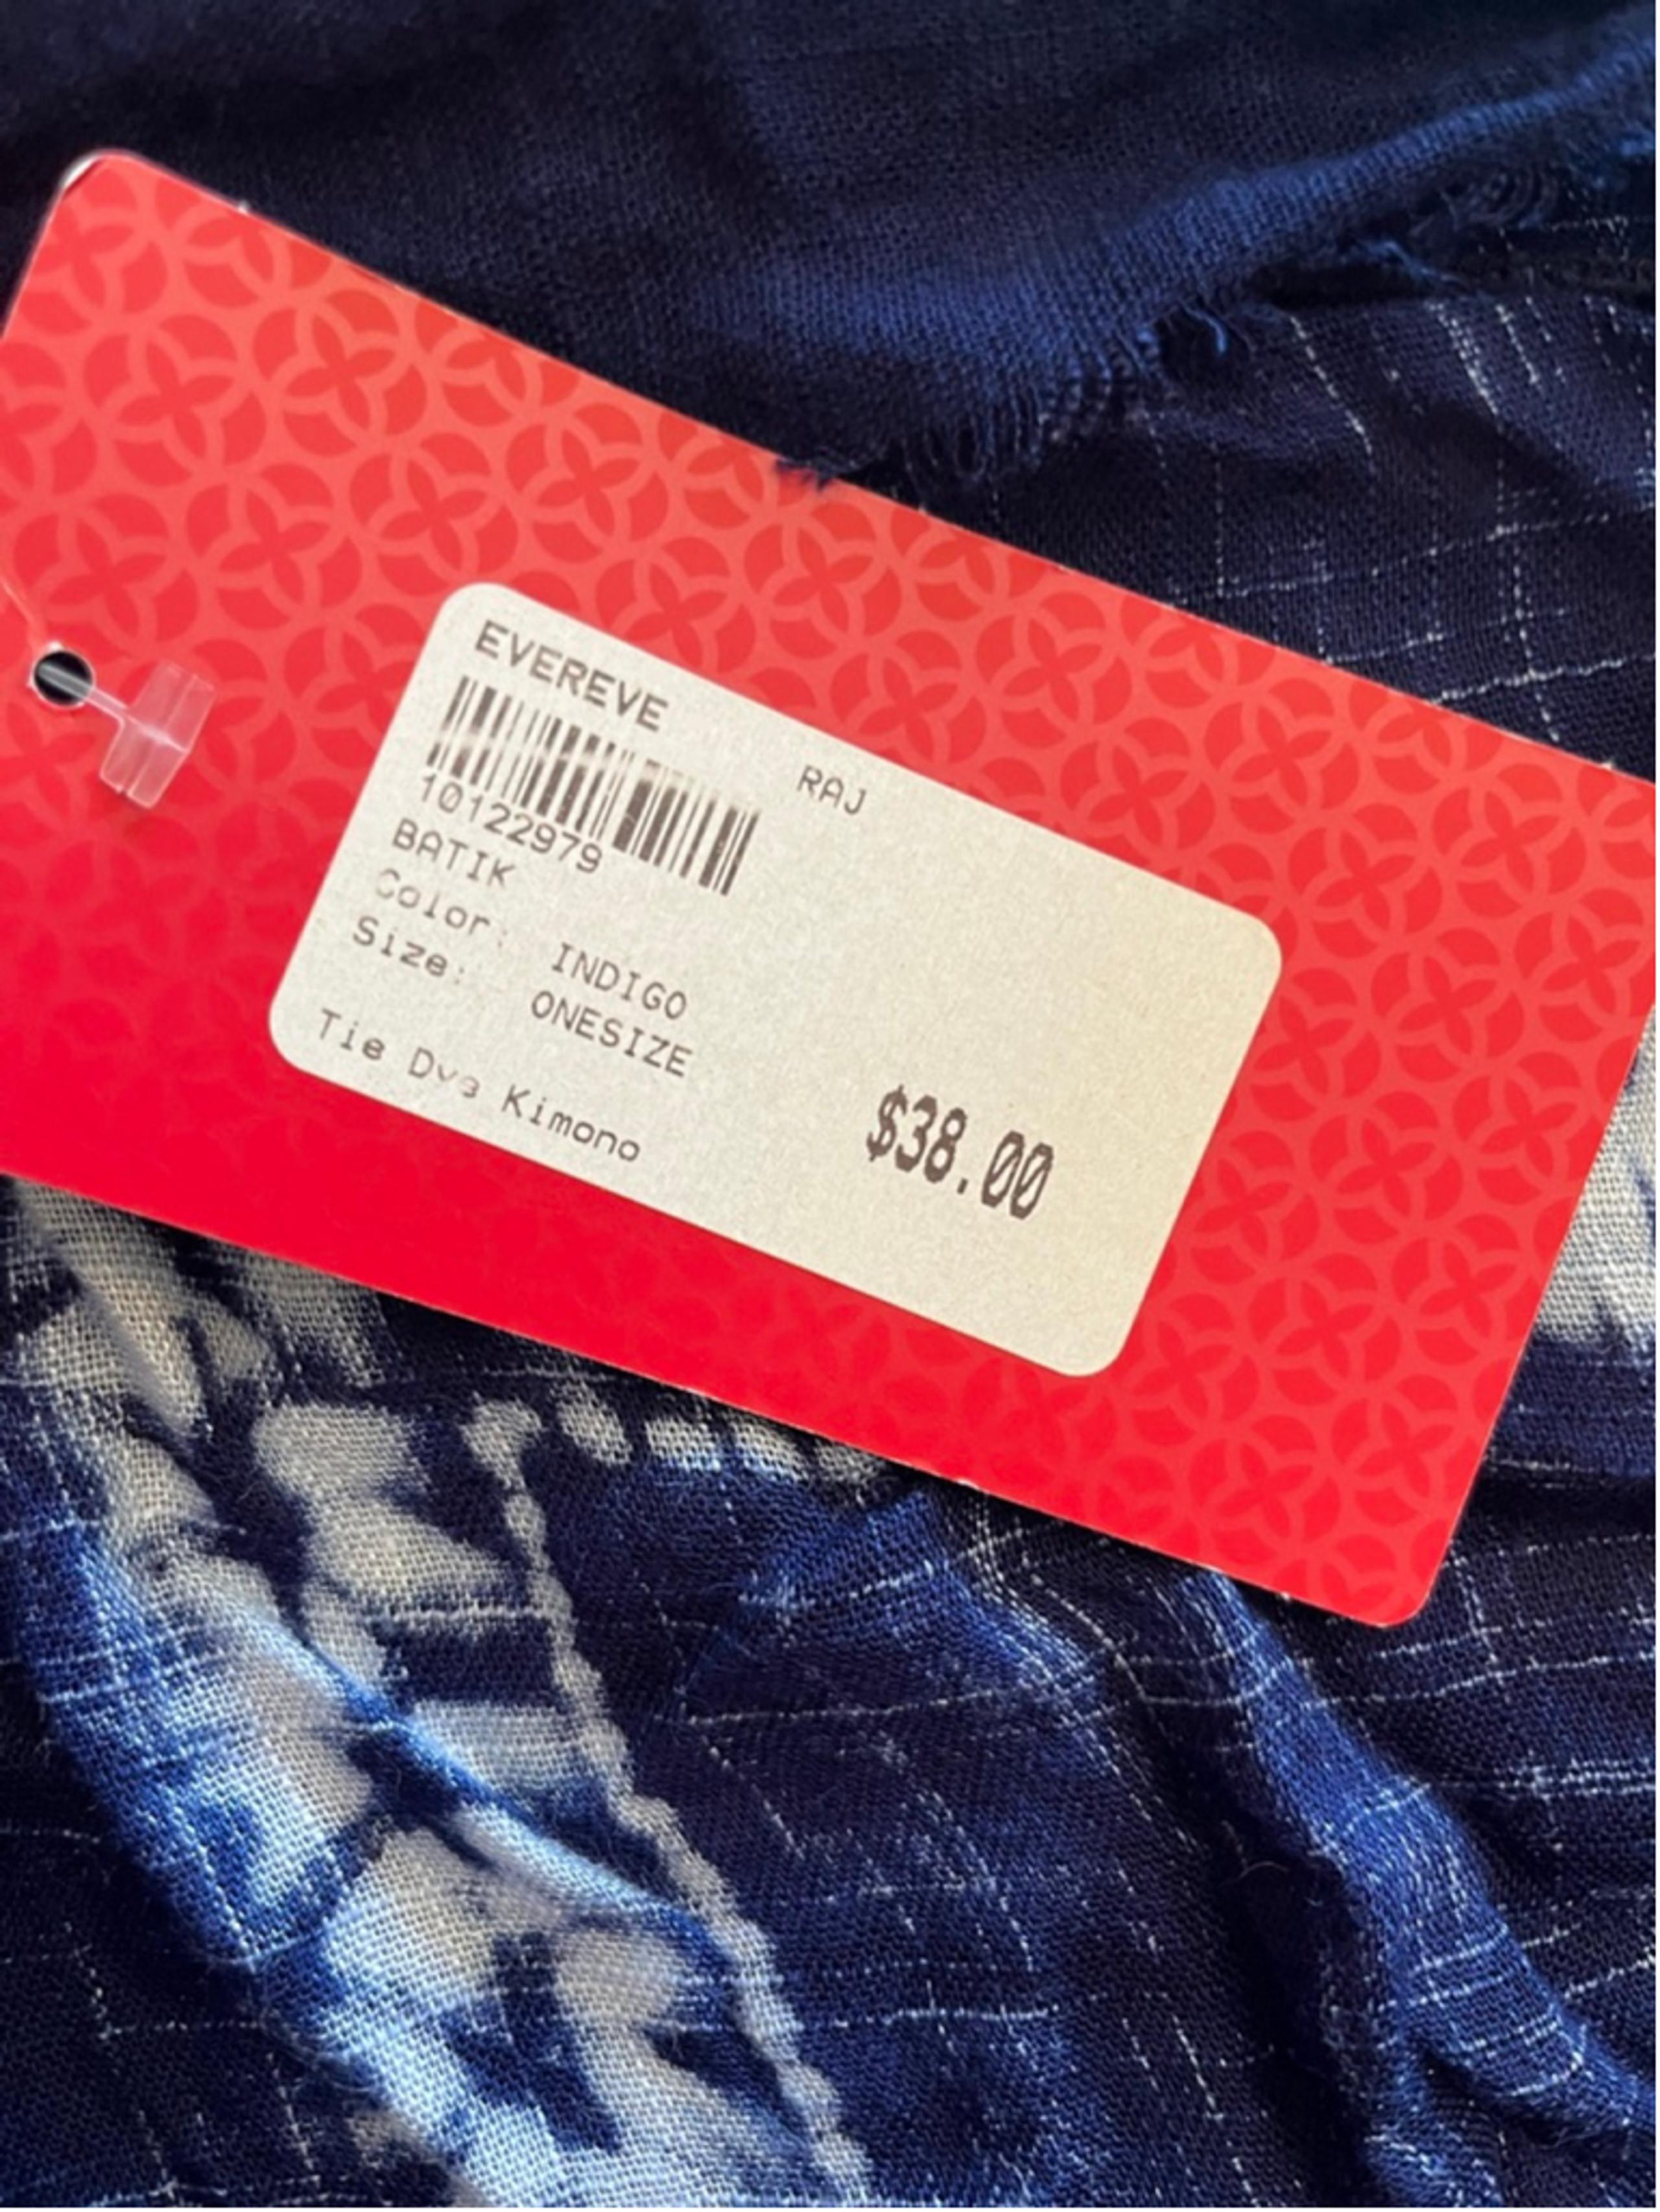 EVEREVE
RAJ
10122979
BATIK
Color: INDIGO
Size: ONESIZE
Tie Dye Kimono
$38.00